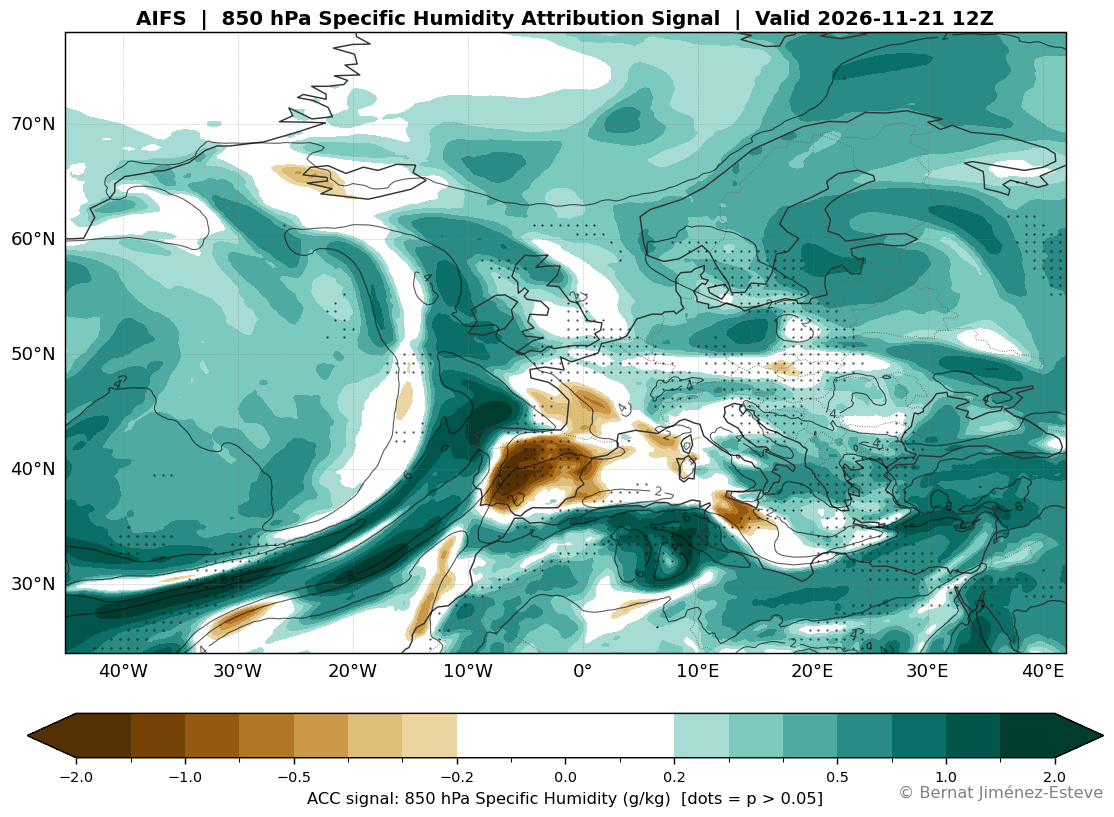 AIFS | 850 hPa Specific Humidity Attribution Signal | Valid 2026-11-21 12Z
70°N
60°N
50°N
40°N
30°N
40°W 30°W 20°W 10°W 0° 10°E 20°E 30°E 40°E
−2.0 −1.0 −0.5 −0.2 0.0 0.2 0.5 1.0 2.0
ACC signal: 850 hPa Specific Humidity (g/kg) [dots = p > 0.05]
© Bernat Jiménez-Esteve